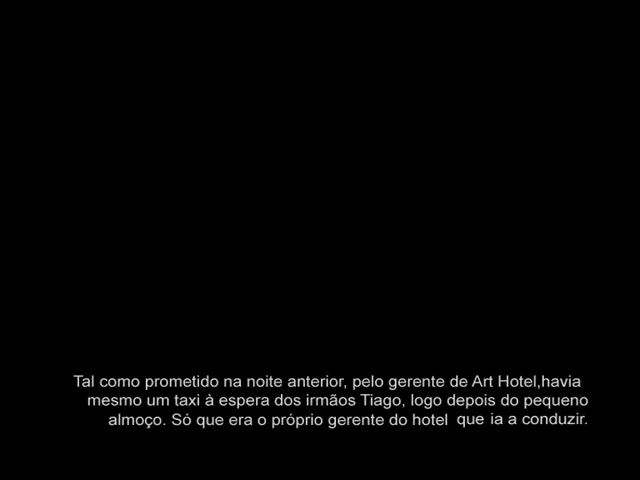 Tal como prometido na noite anterior, pelo gerente de Art Hotel,havia
mesmo um taxi à espera dos irmãos Tiago, logo depois do pequeno
almoço. Só que era o próprio gerente do hotel que ia a conduzir.